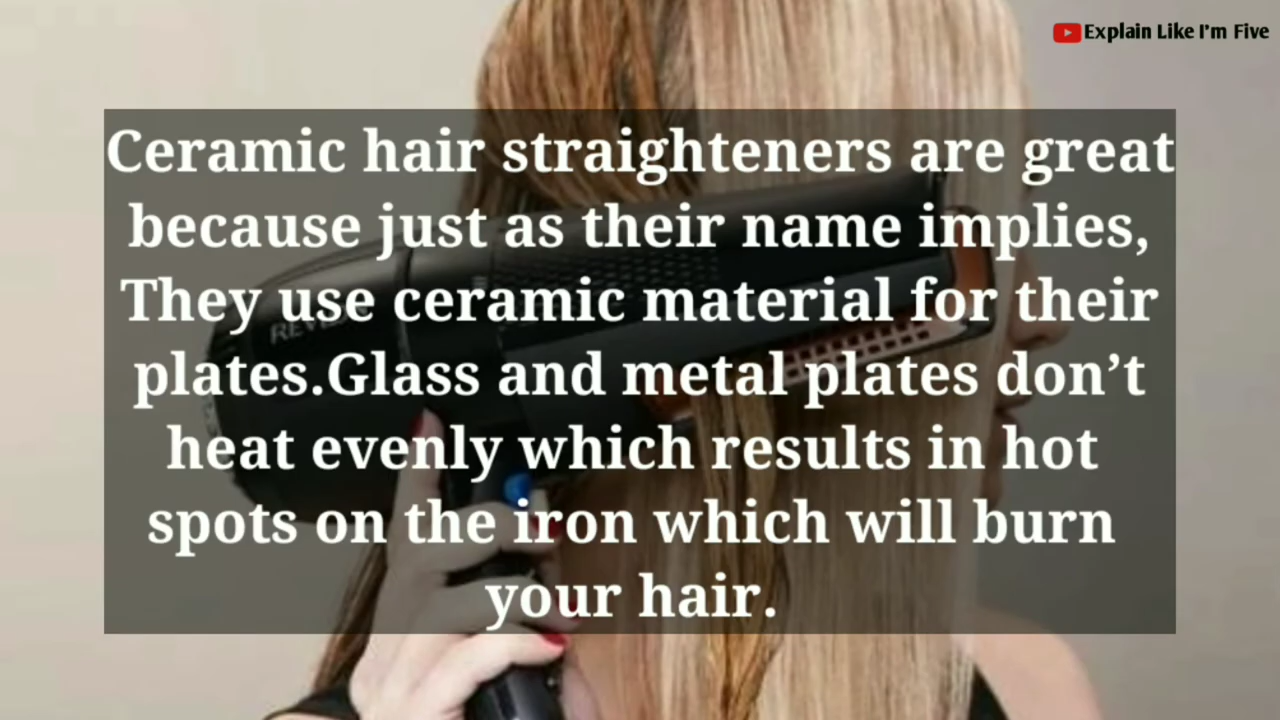 Explain Like I'm Five
Ceramic hair straighteners are great
because just as their name implies,
They use ceramic material for their
plates.Glass and metal plates don’t
heat evenly which results in hot
spots on the iron which will burn
your hair.